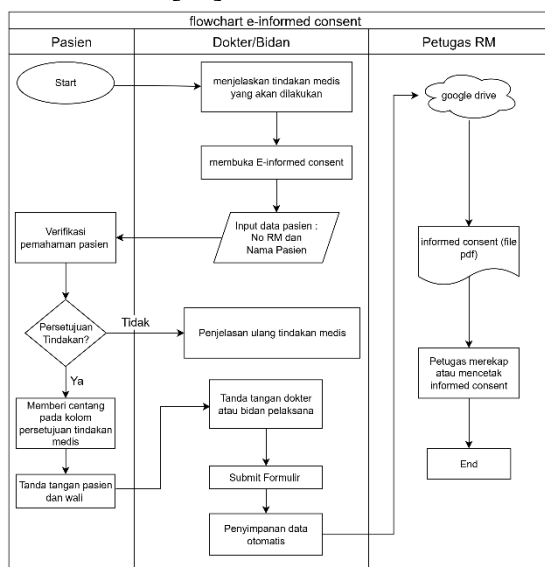 flowchart e-informed consent
Pasien
Dokter/Bidan
Petugas RM
Start
menjelaskan tindakan medis
yang akan dilakukan
google drive
membuka E-informed consent
Verifikasi
pemahaman pasien
Input data pasien :
No RM dan
Nama Pasien
informed consent (file
pdf)
Persetujuan
Tindakan?
Tidak
Penjelasan ulang tindakan medis
Ya
Petugas merekap
atau mencetak
informed consent
Memberi centang
pada kolom
persetujuan tindakan
medis
Tanda tangan dokter
atau bidan pelaksana
Tanda tangan pasien
dan wali
Submit Formulir
End
Penyimpanan data
otomatis